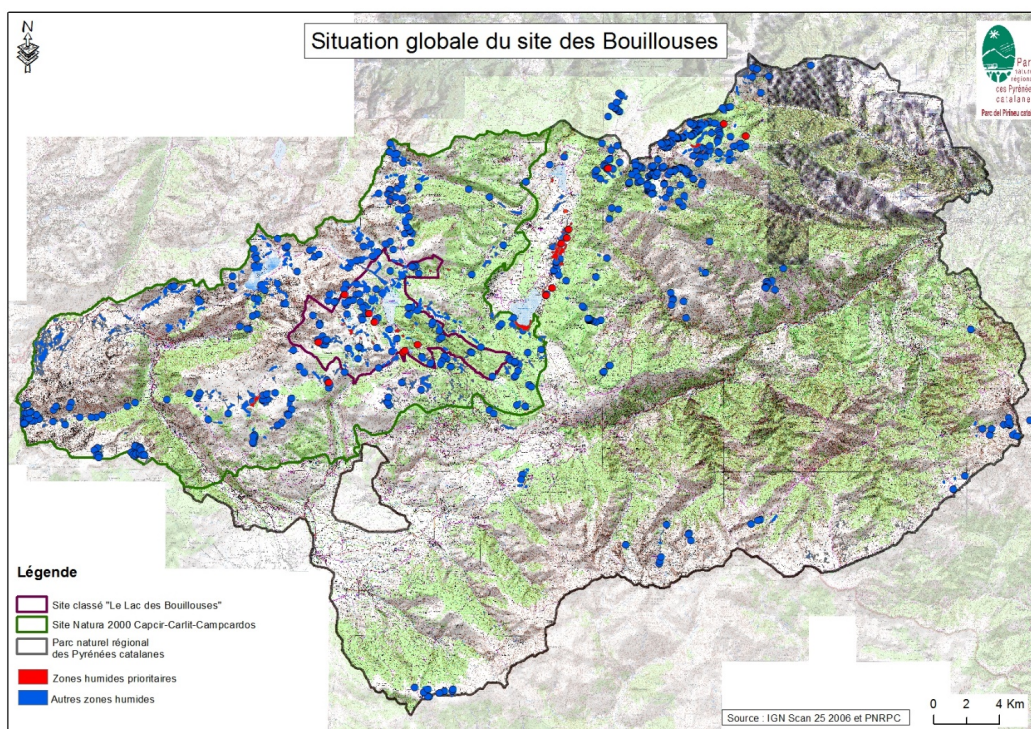 Situation globale du site des Bouillouses
N
Parc
naturel
régional
des Pyrénées
catalanes
Parc del Pirineu català
Légende
Site classé "Le Lac des Bouillouses"
Site Natura 2000 Capcir-Carlit-Campcardos
Parc naturel régional
des Pyrénées catalanes
Zones humides prioritaires
Autres zones humides
0 2 4 Km
Source : IGN Scan 25 2006 et PNRPC